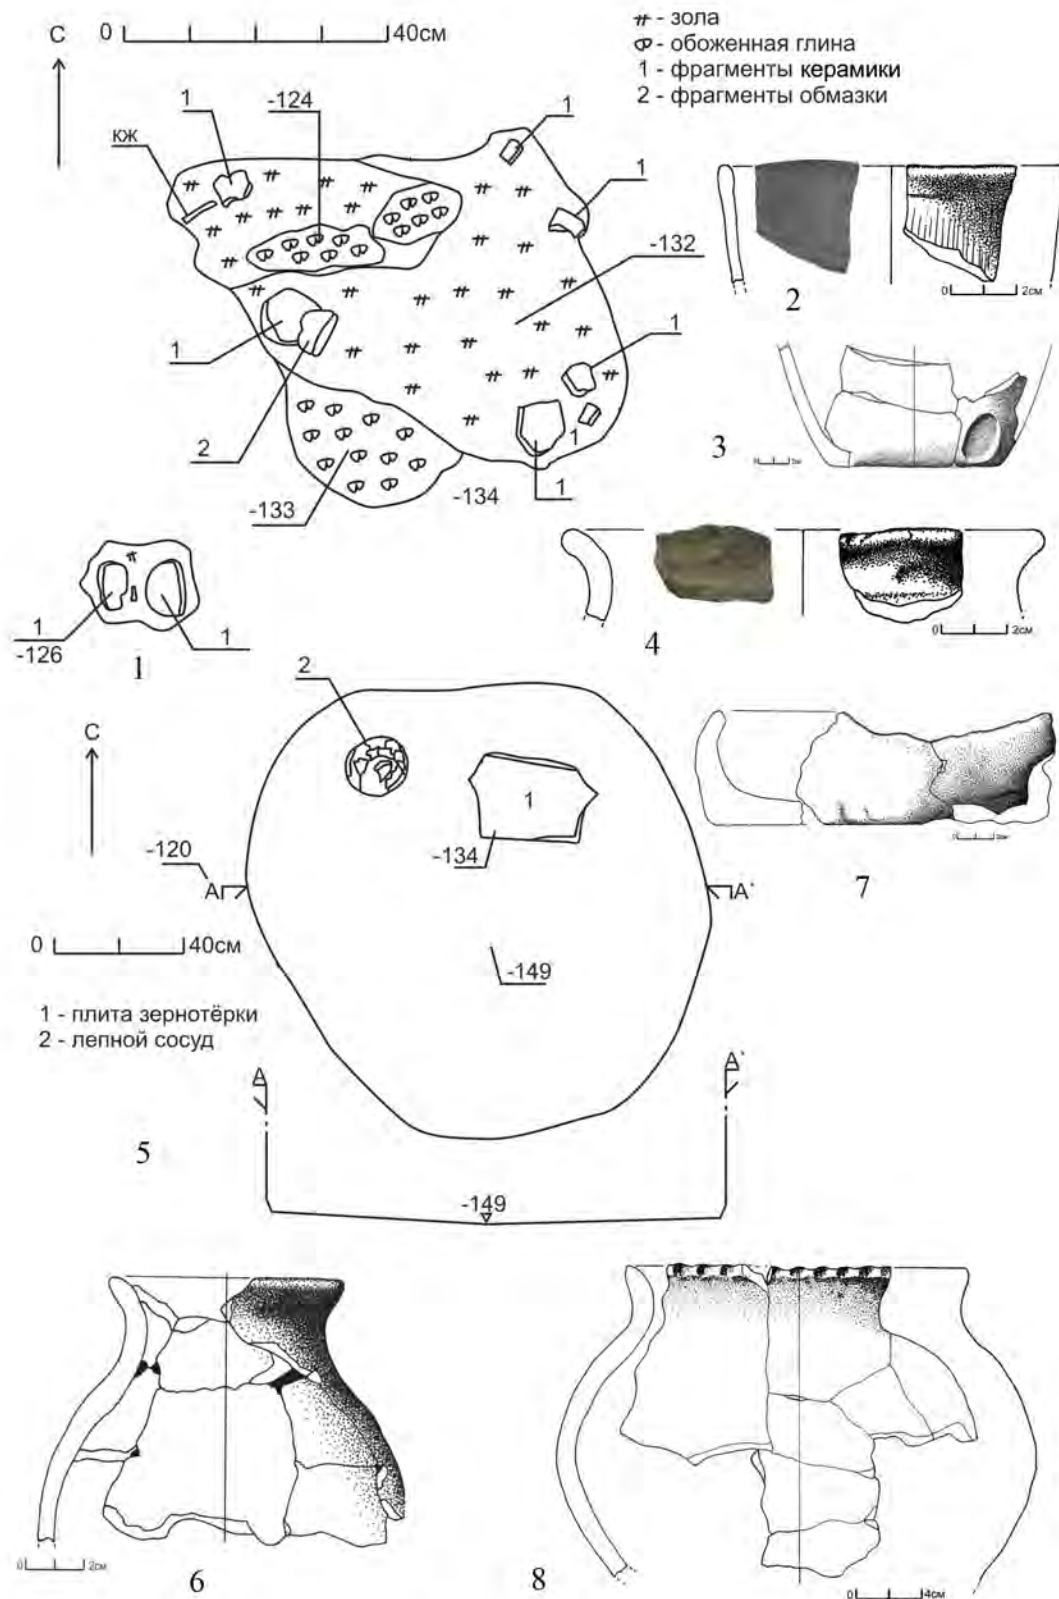 С 0 40см
# - зола
- обоженная глина
1 - фрагменты керамики
2 - фрагменты обмазки
1 -124 1
кж
1
-132
1 1
2
-133 -134 1 1
0 2см
2
3
1
-126 1
1
0 2см
4
2
С
1
-134
-120
А А'
7
0 40см
-149
1 - плита зернотёрки
2 - лепной сосуд
А А'
5
-149
0 2см
6
8
0 4см